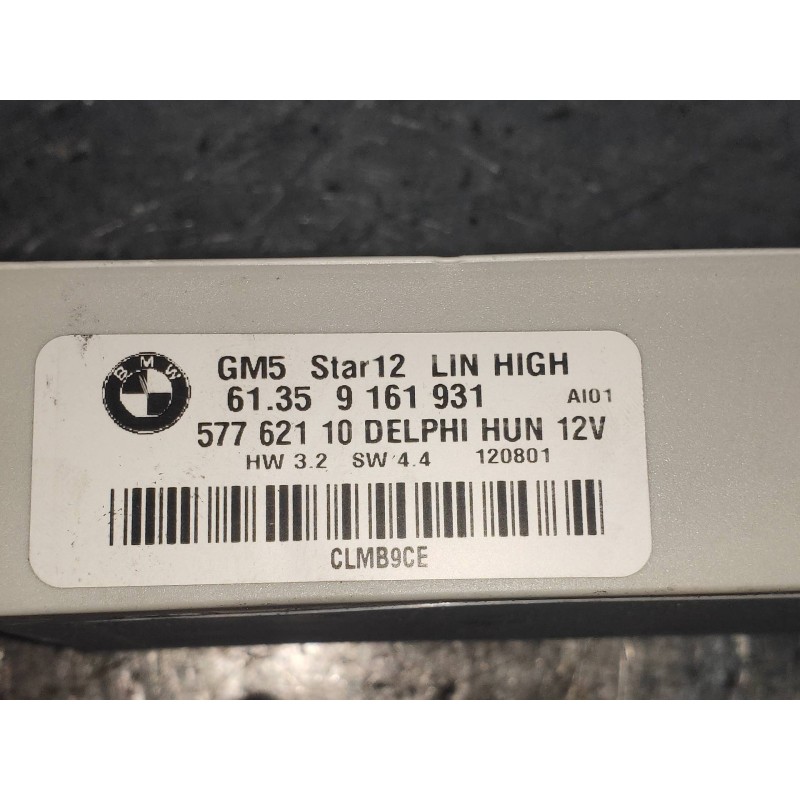 BMW
GM5 Star12 LIN HIGH
61.35 9 161 931 AI01
577 621 10 DELPHI HUN 12V
HW 3.2 SW 4.4 120801
CLMB9CE